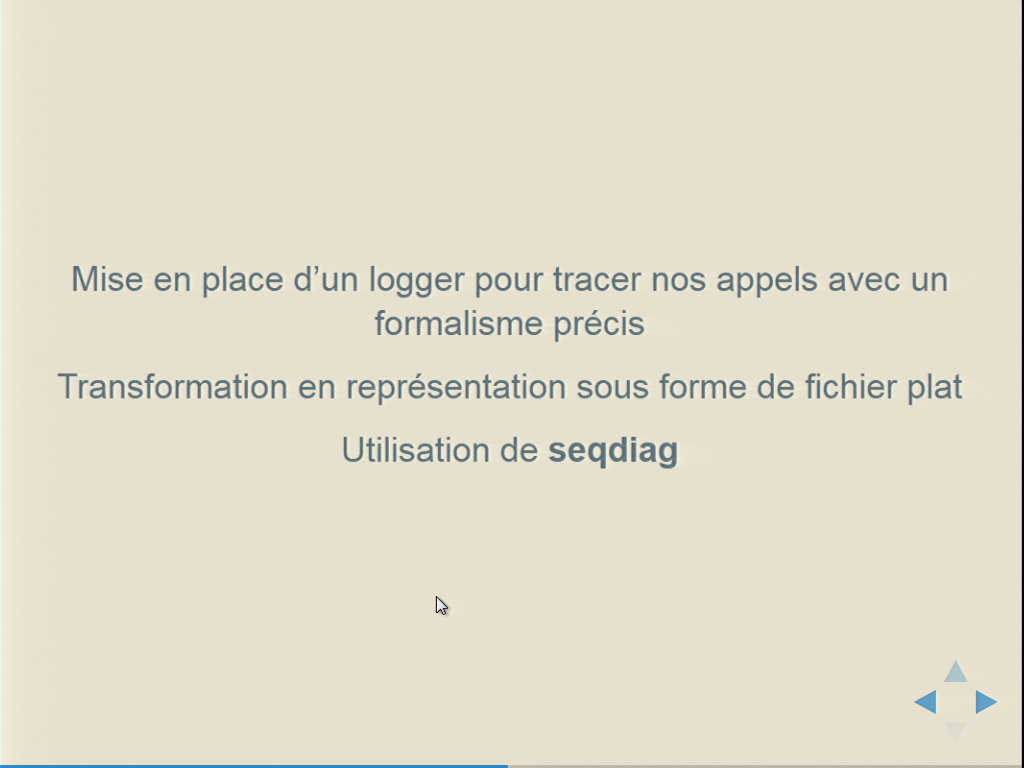 Mise en place d’un logger pour tracer nos appels avec un
formalisme précis
Transformation en représentation sous forme de fichier plat
Utilisation de seqdiag